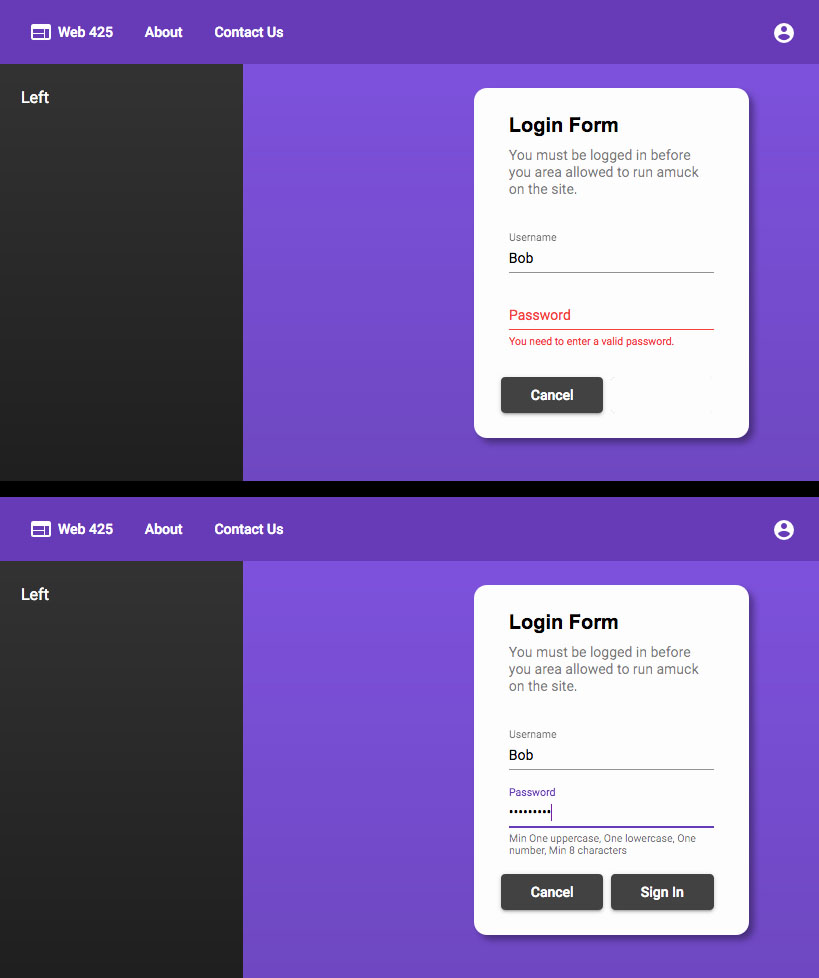 Web 425 About Contact Us
Left
Login Form
You must be logged in before
you area allowed to run amuck
on the site.
Username
Bob
Password
You need to enter a valid password.
Cancel
Web 425 About Contact Us
Left
Login Form
You must be logged in before
you area allowed to run amuck
on the site.
Username
Bob
Password
•••••••••
Min One uppercase, One lowercase, One
number, Min 8 characters
Cancel Sign In